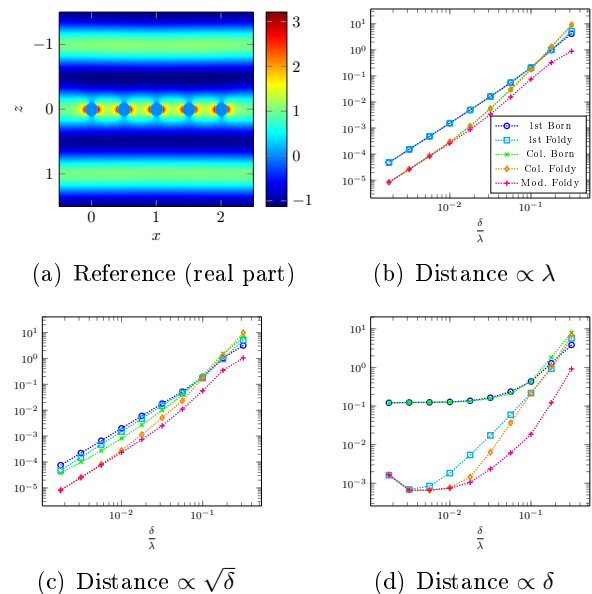 3
2
1
0
−1
−1
0
1
z
0
1
2
x
(a) Reference (real part)
10^1
10^0
10^−1
10^−2
10^−3
10^−4
10^−5
10^−2
10^−1
δ/λ
1st Born
1st Foldy
Col. Born
Col. Foldy
Mod. Foldy
(b) Distance ∝ λ
10^1
10^0
10^−1
10^−2
10^−3
10^−4
10^−5
10^−2
10^−1
δ/λ
(c) Distance ∝ √δ
10^1
10^0
10^−1
10^−2
10^−3
10^−2
10^−1
δ/λ
(d) Distance ∝ δ